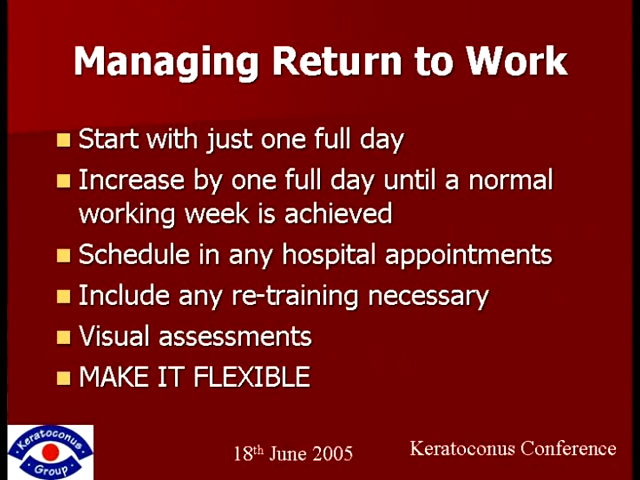 Managing Return to Work
Start with just one full day
Increase by one full day until a normal
working week is achieved
Schedule in any hospital appointments
Include any re-training necessary
Visual assessments
MAKE IT FLEXIBLE
Keratoconus
Group
18th June 2005
Keratoconus Conference